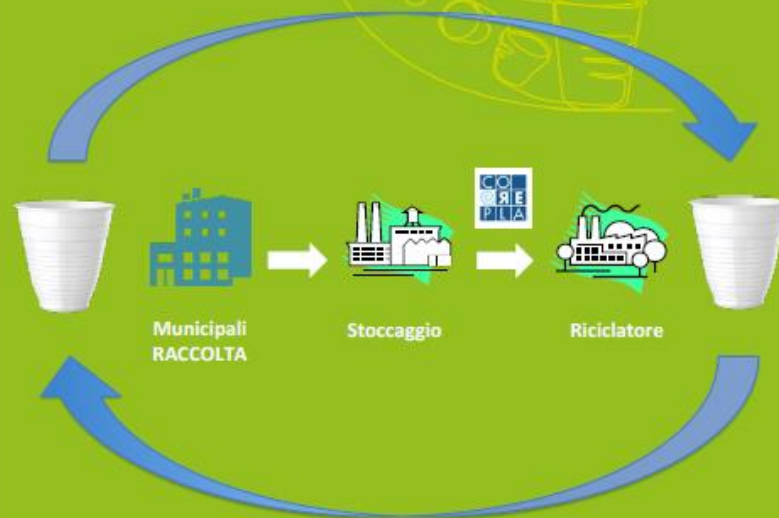 CO
RE
PLA
Municipali
RACCOLTA
Stoccaggio
Riciclatore